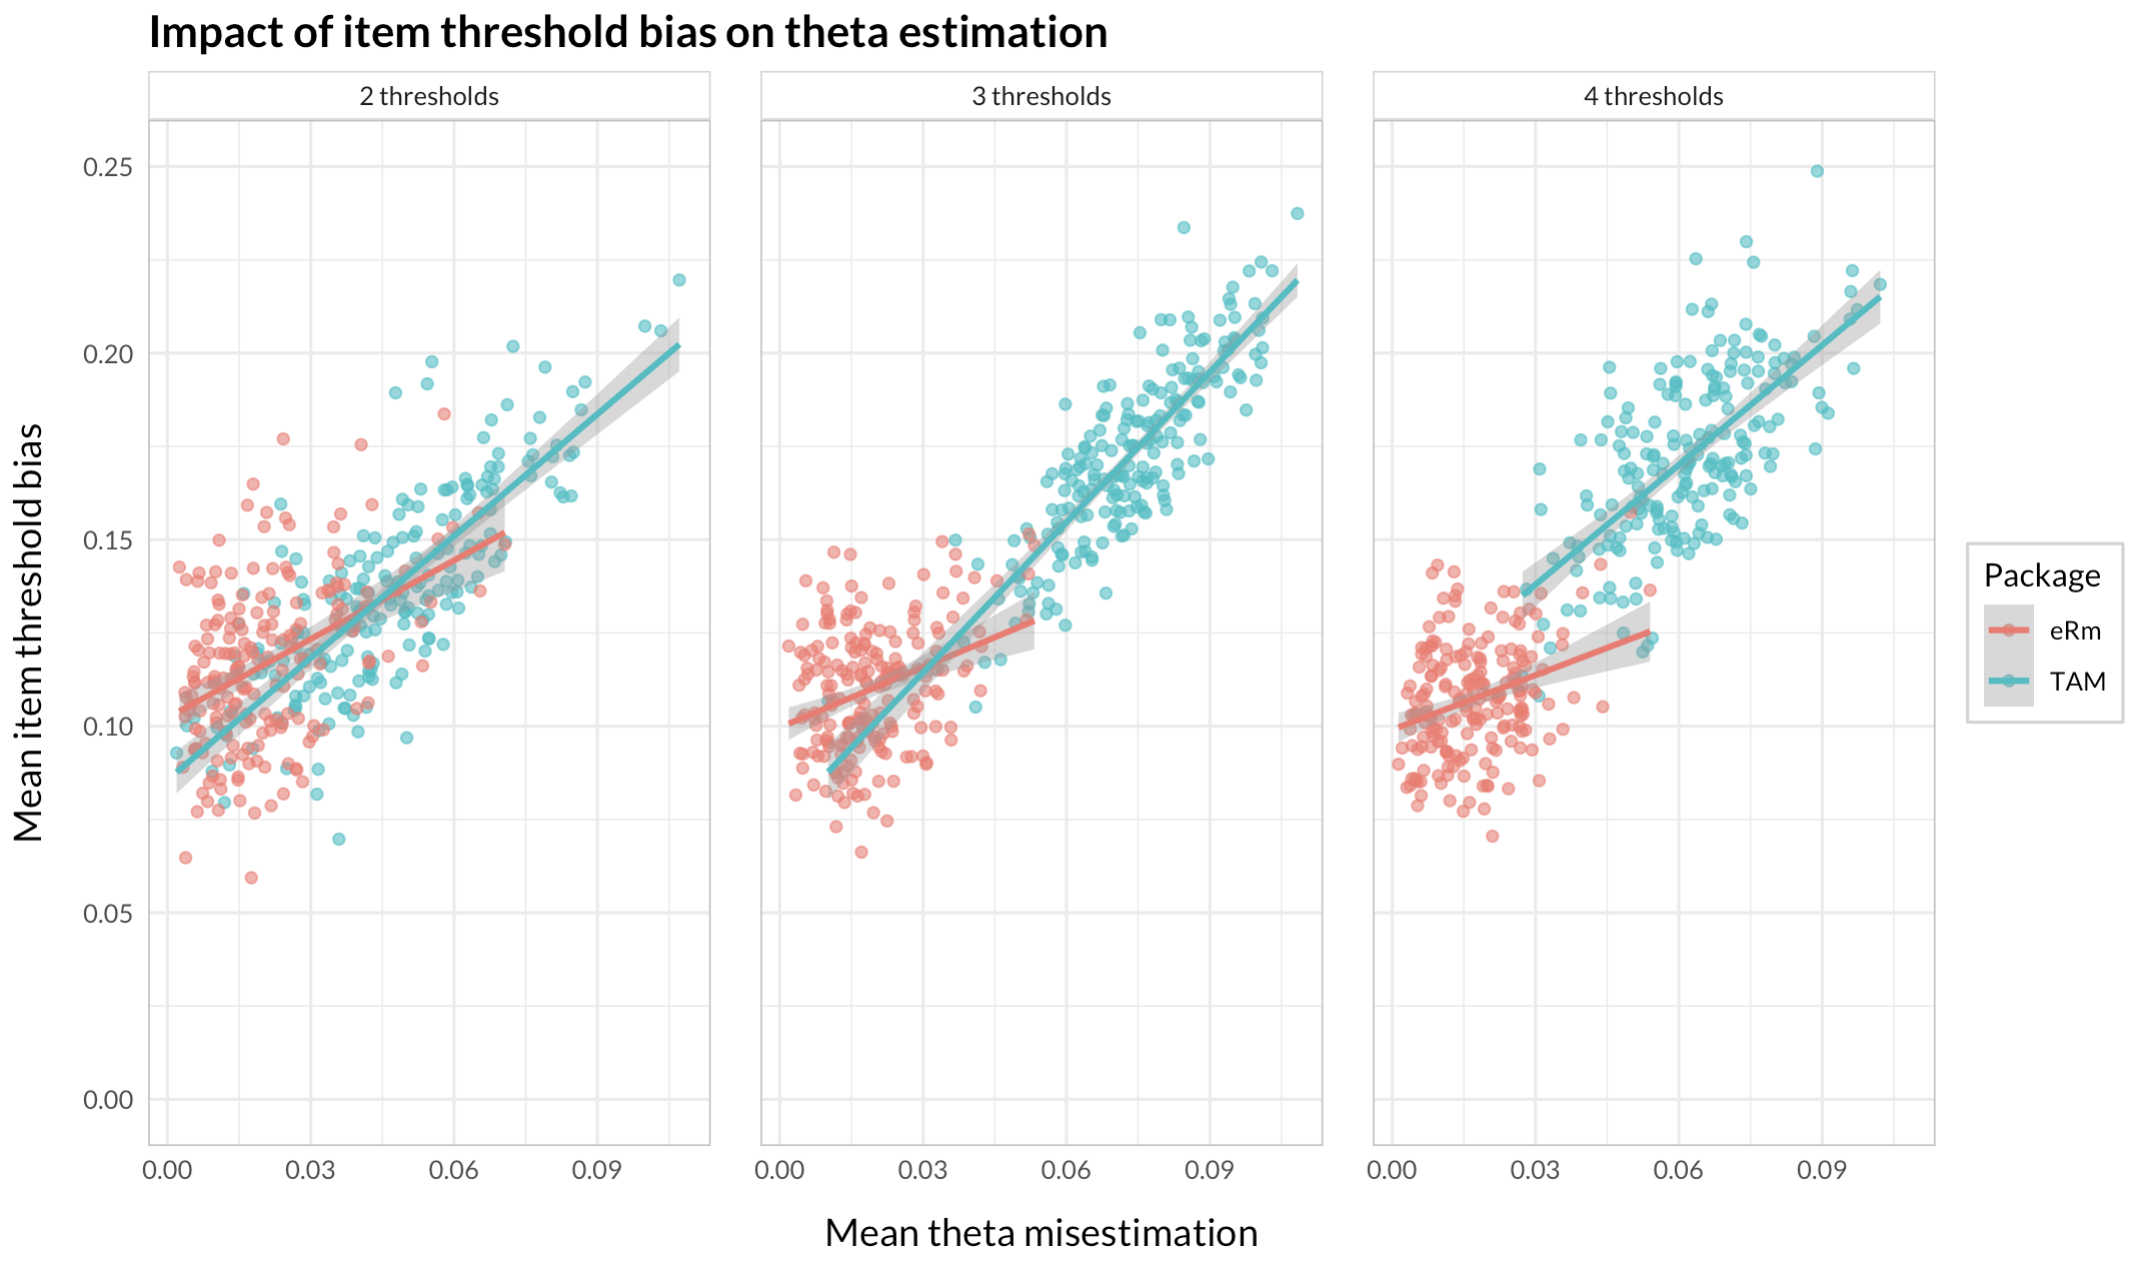 Impact of item threshold bias on theta estimation
2 thresholds
3 thresholds
4 thresholds
0.25
0.20
0.15
0.10
0.05
0.00
Mean item threshold bias
0.00 0.03 0.06 0.09
0.00 0.03 0.06 0.09
0.00 0.03 0.06 0.09
Mean theta misestimation
Package
eRm
TAM